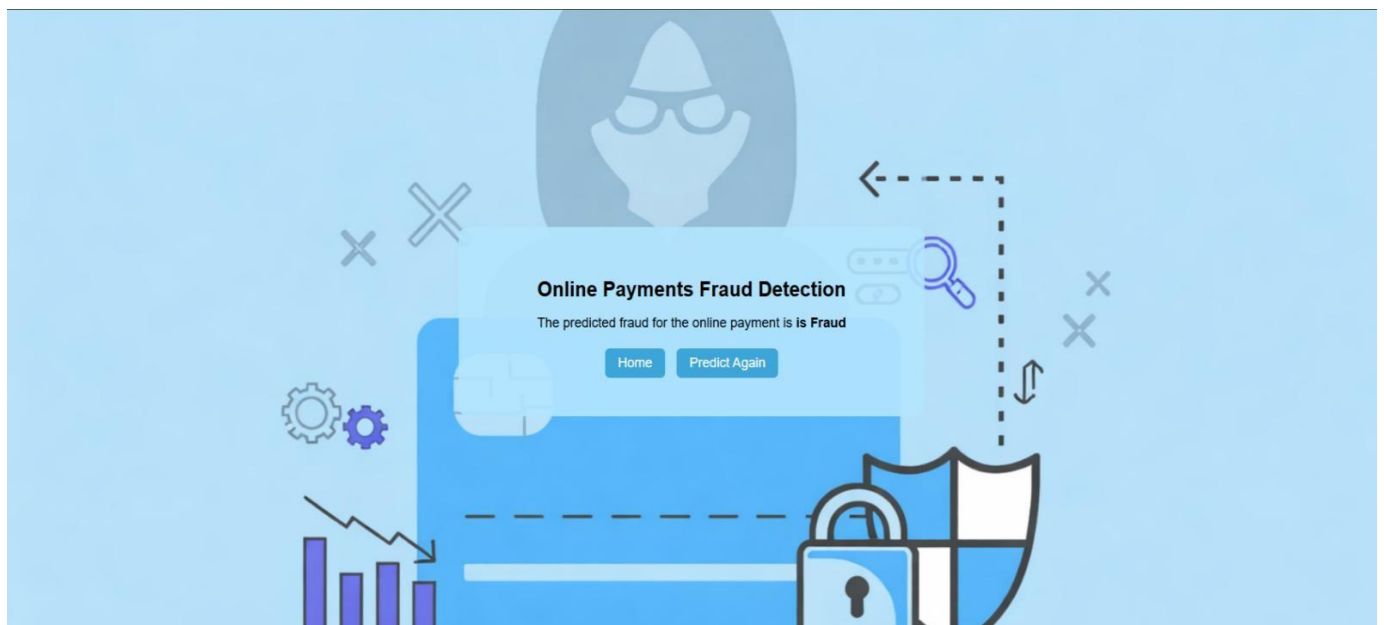 Online Payments Fraud Detection
The predicted fraud for the online payment is is Fraud
Home Predict Again